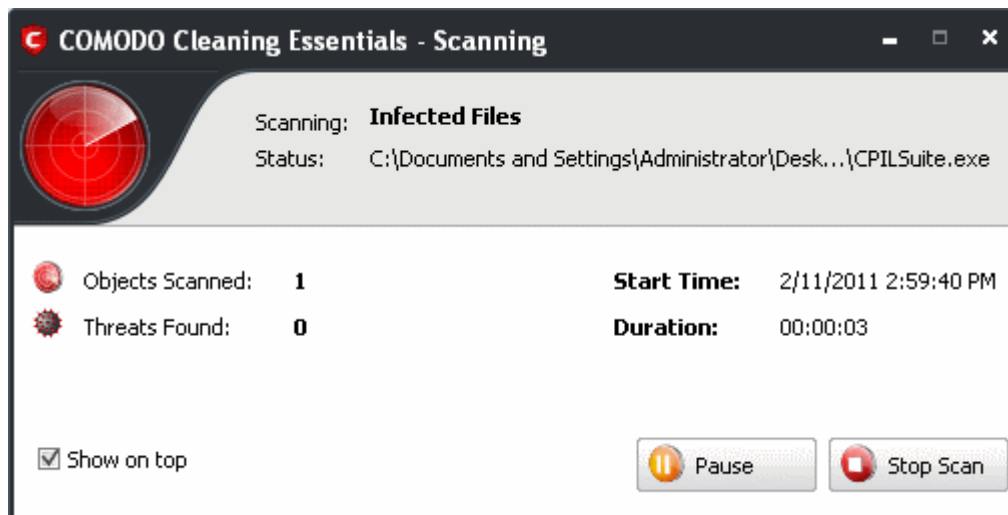 COMODO Cleaning Essentials - Scanning
Scanning: Infected Files
Status: C:\Documents and Settings\Administrator\Desk...\CPILSuite.exe
Objects Scanned: 1 Start Time: 2/11/2011 2:59:40 PM
Threats Found: 0 Duration: 00:00:03
Show on top Pause Stop Scan